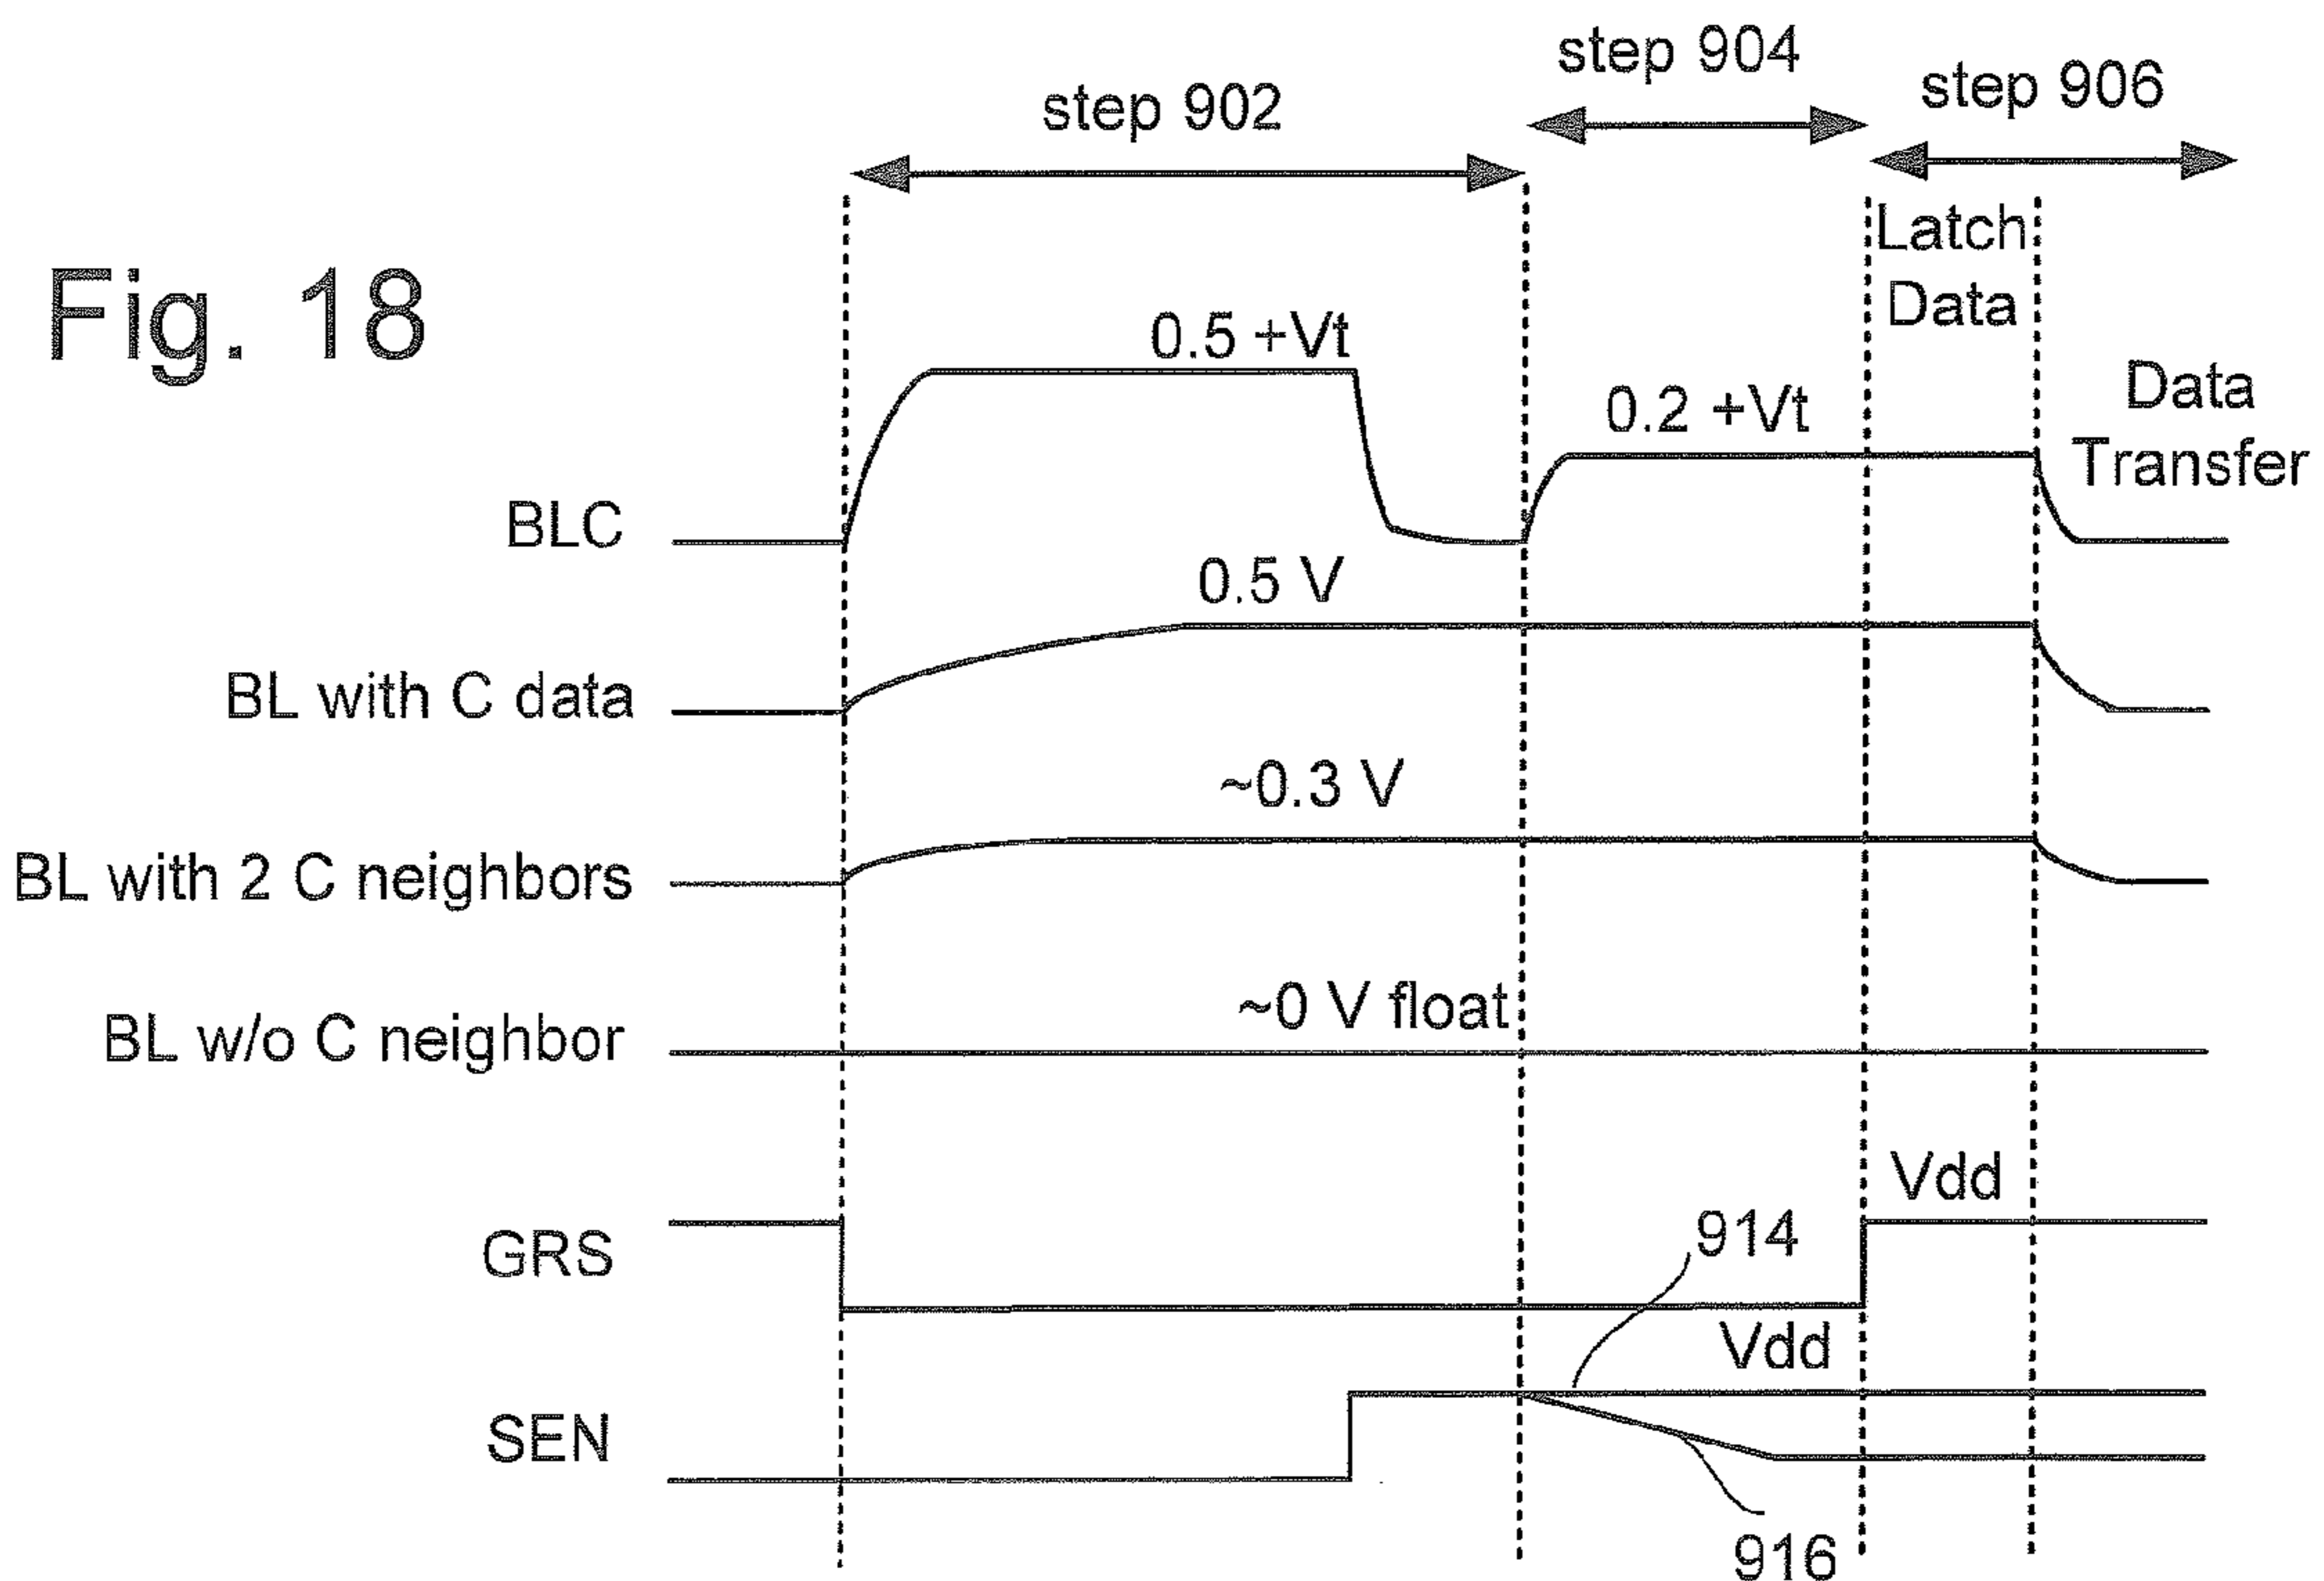 step 904
step 902
step 906
Latch
Data
Fig. 18
0.5 +Vt
0.2 +Vt
Data
Transfer
BLC
0.5 V
BL with C data
~0.3 V
BL with 2 C neighbors
~0 V float
BL w/o C neighbor
Vdd
914
GRS
Vdd
SEN
916